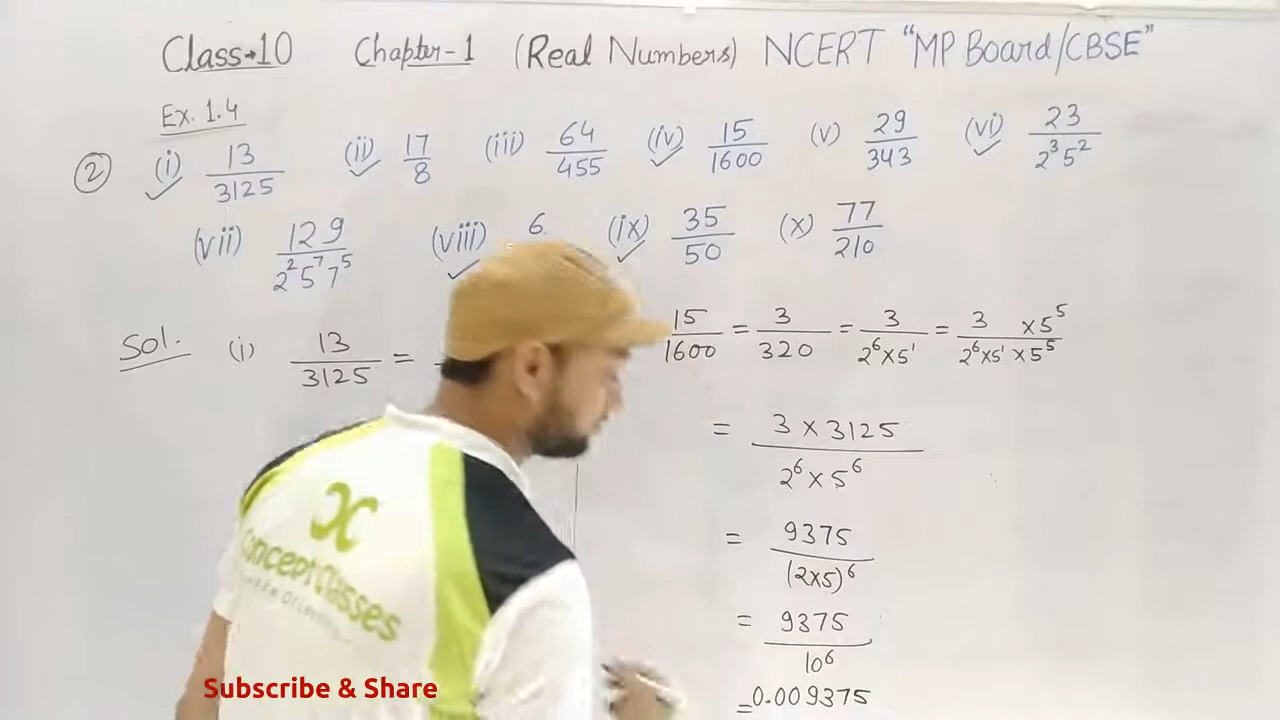 Class→10 Chapter-1 (Real Numbers) NCERT "MP Board/CBSE"
Ex. 1.4
② (i) 13/3125 (ii) 17/8 (iii) 64/455 (iv) 15/1600 (v) 29/343 (vi) 23/2³5²
(vii) 129/2²5⁷7⁵ (viii) 6 (ix) 35/50 (x) 77/210
Sol. (i) 13/3125 = 15/1600 = 3/320 = 3/2⁶×5¹ = 3 ×5⁵/2⁶×5¹×5⁵
= 3 × 3125/2⁶×5⁶
= 9375/(2×5)⁶
= 9375/10⁶
= 0.009375
X
Concept Classes
Subscribe & Share